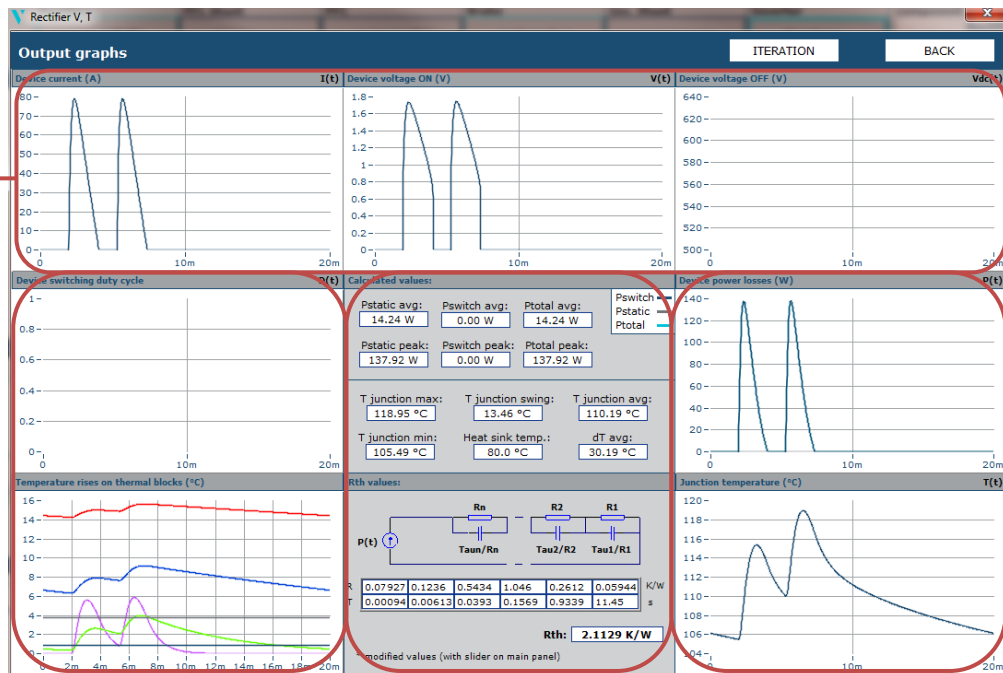 Rectifier V, T
Output graphs
ITERATION
BACK
Device current (A) I(t)
80
70
60
50
40
30
20
10
0
0 10m 20m
Device voltage ON (V) V(t)
1.8
1.6
1.4
1.2
1
0.8
0.6
0.4
0.2
0
0 10m 20m
Device voltage OFF (V) Vdc(t)
640
620
600
580
560
540
520
500
0 10m 20m
Device switching duty cycle D(t)
1
0.8
0.6
0.4
0.2
0
0 10m 20m
Calculated values:
Pstatic avg: Pswitch avg: Ptotal avg:
14.24 W 0.00 W 14.24 W
Pstatic peak: Pswitch peak: Ptotal peak:
137.92 W 0.00 W 137.92 W
Pswitch
Pstatic
Ptotal
T junction max: T junction swing: T junction avg:
118.95 °C 13.46 °C 110.19 °C
T junction min: Heat sink temp.: dT avg:
105.49 °C 80.0 °C 30.19 °C
Device power losses (W) P(t)
140
120
100
80
60
40
20
0
0 10m 20m
Temperature rises on thermal blocks (°C)
16
14
12
10
8
6
4
2
0
0 2m 4m 6m 8m 10m 12m 14m 16m 20m
Rth values:
Rn R2 R1
P(t)
Taun/Rn Tau2/R2 Tau1/R1
R 0.07927 0.1236 0.5434 1.046 0.2612 0.05944 K/W
T 0.00094 0.00613 0.0393 0.1569 0.9339 11.45 s
Rth: 2.1129 K/W
* modified values (with slider on main panel)
Junction temperature (°C) T(t)
120
118
116
114
112
110
108
106
104
0 10m 20m